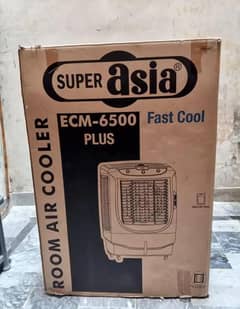 SUPER asia®
ECM-6500 Fast Cool
PLUS
ROOM AIR COOLER